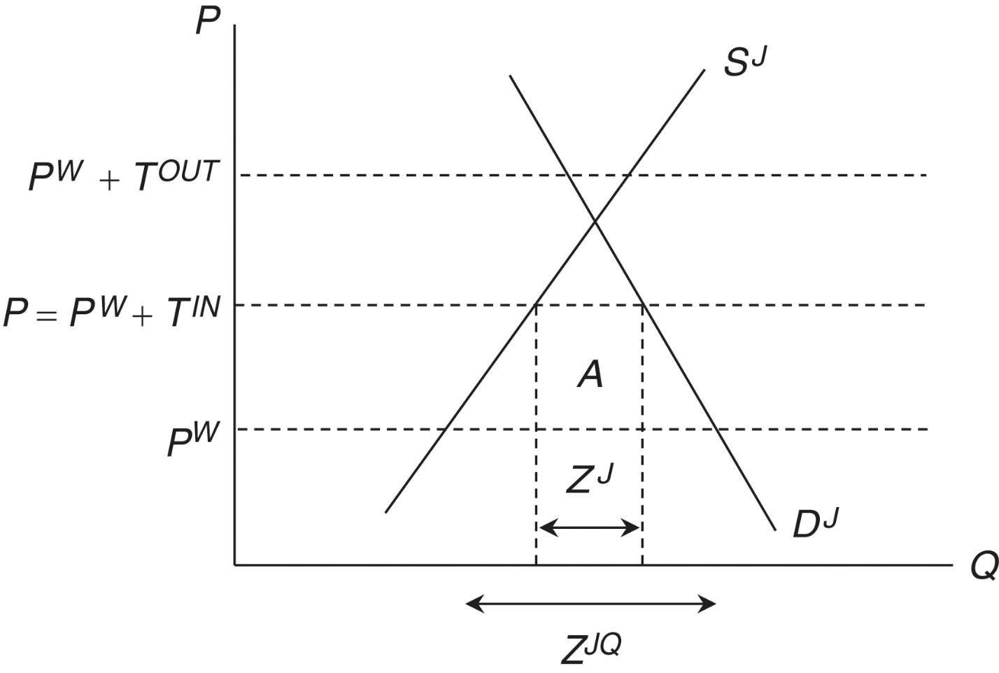 P
S^J
P^W + T^OUT
P = P^W + T^IN
A
P^W
Z^J
D^J
Q
Z^JQ